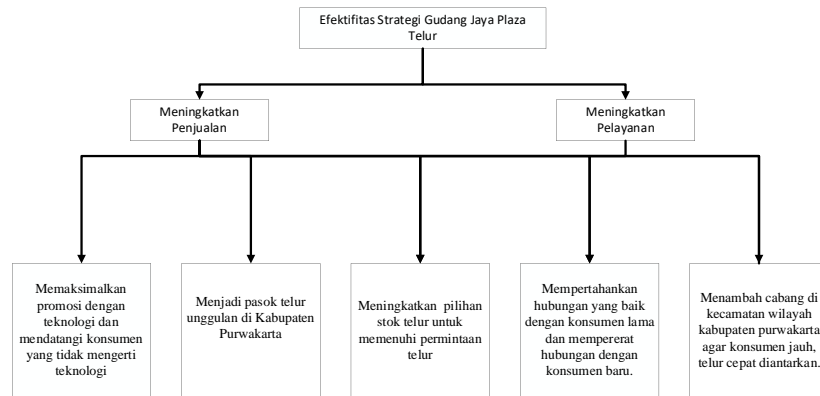 Efektifitas Strategi Gudang Jaya Plaza
Telur
Meningkatkan
Penjualan
Meningkatkan
Pelayanan
Memaksimalkan
promosi dengan
teknologi dan
mendatangi konsumen
yang tidak mengerti
teknologi
Menjadi pasok telur
unggulan di Kabupaten
Purwakarta
Meningkatkan pilihan
stok telur untuk
memenuhi permintaan
telur
Mempertahankan
hubungan yang baik
dengan konsumen lama
dan mempererat
hubungan dengan
konsumen baru.
Menambah cabang di
kecamatan wilayah
kabupaten purwakarta
agar konsumen jauh,
telur cepat diantarkan.